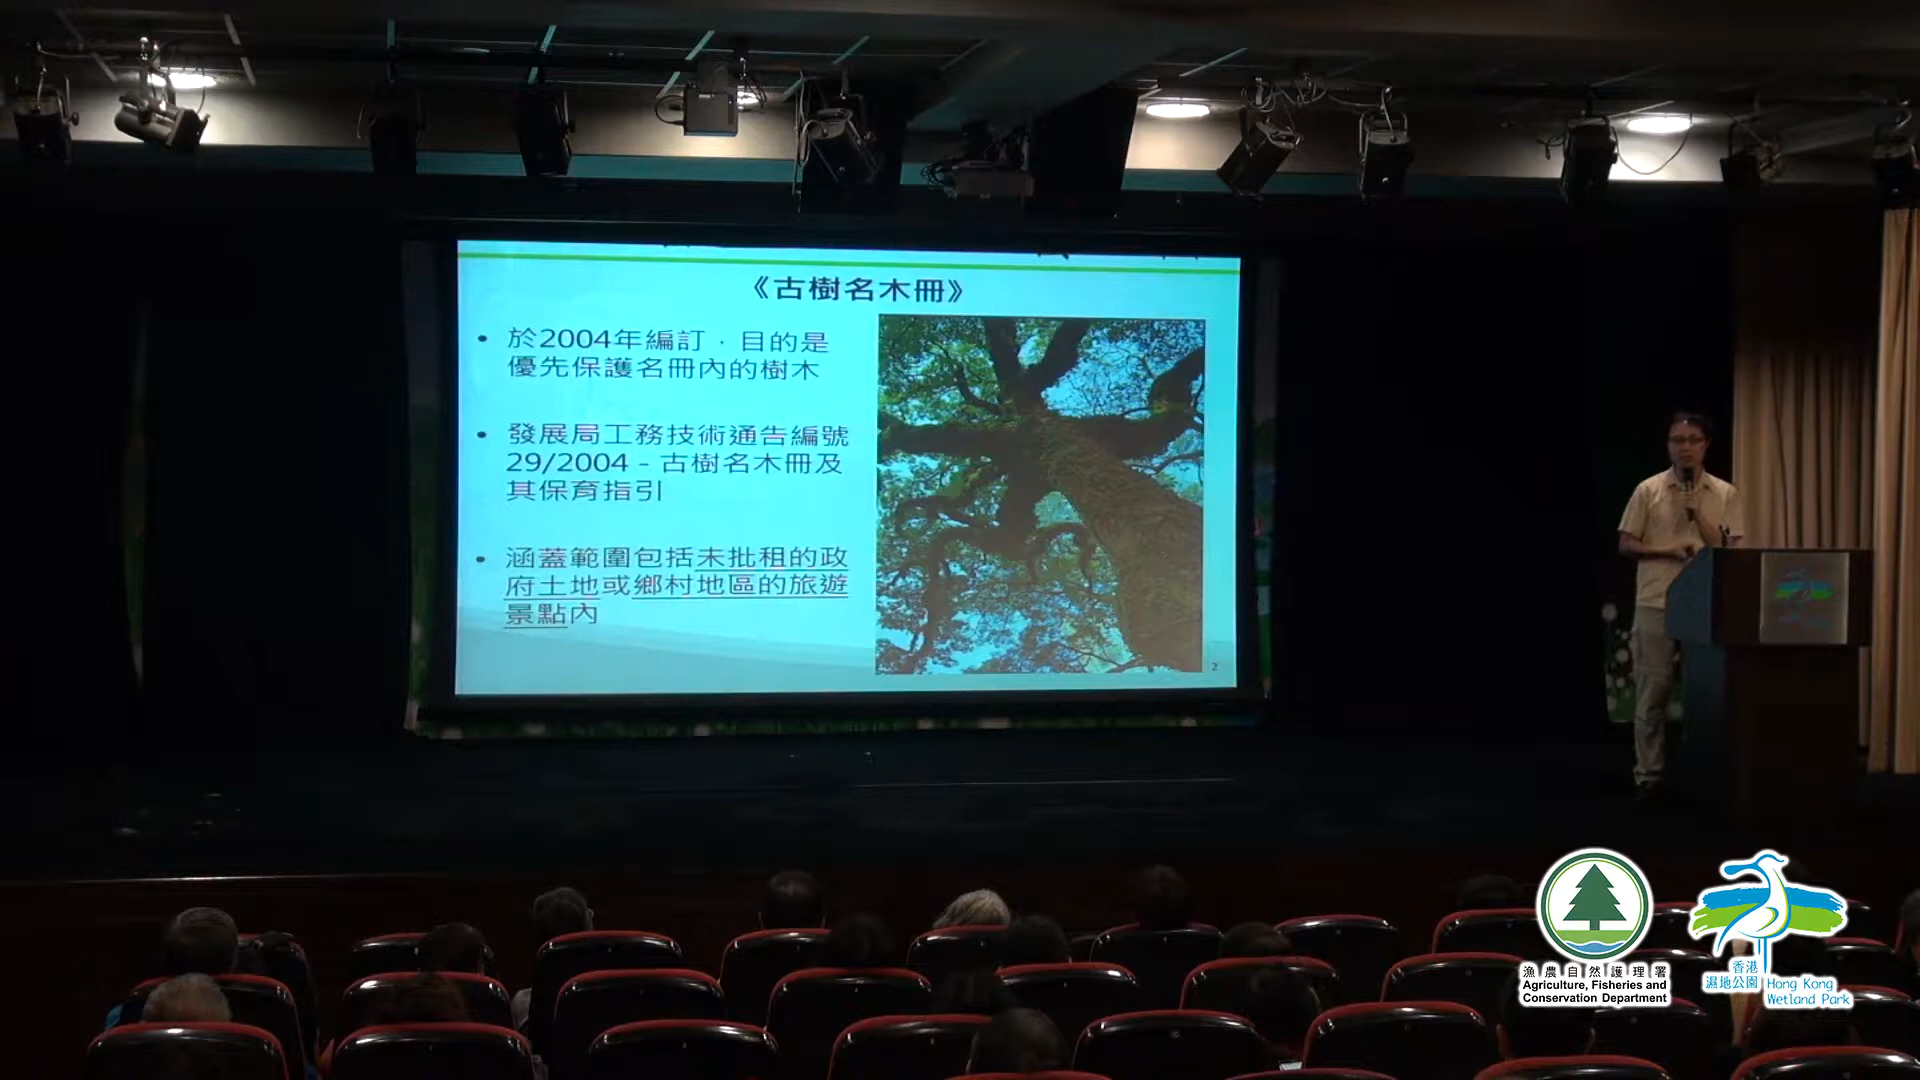 《古樹名木冊》
• 於2004年編訂，目的是
優先保護名冊內的樹木
• 發展局工務技術通告編號
29/2004 - 古樹名木冊及
其保育指引
• 涵蓋範圍包括未批租的政
府土地或鄉村地區的旅遊
景點內
2
漁農自然護理署
Agriculture, Fisheries and
Conservation Department
香港
濕地公園
Hong Kong
Wetland Park